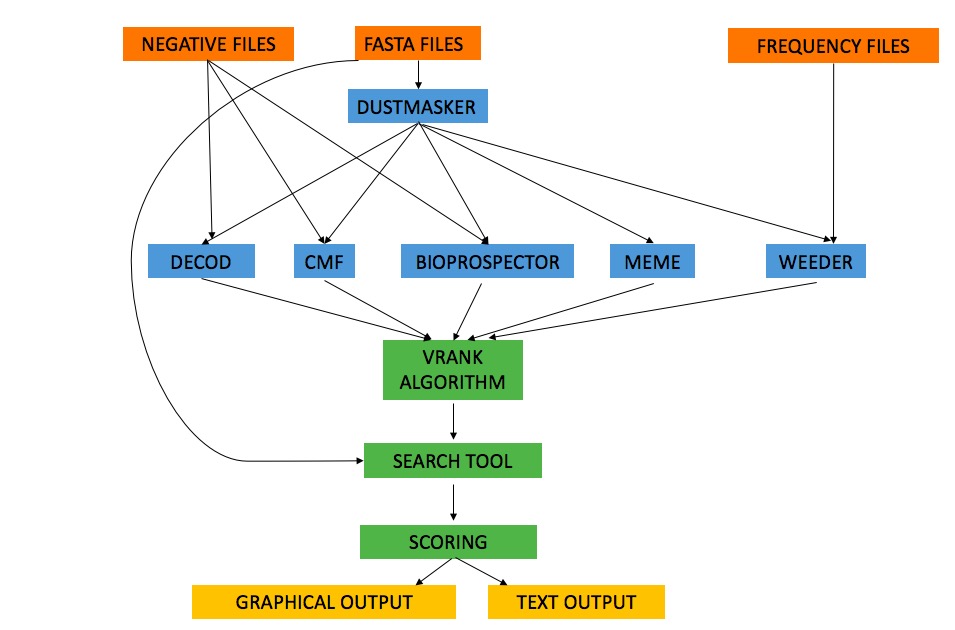 NEGATIVE FILES
FASTA FILES
FREQUENCY FILES
DUSTMASKER
DECOD
CMF
BIOPROSPECTOR
MEME
WEEDER
VRANK
ALGORITHM
SEARCH TOOL
SCORING
GRAPHICAL OUTPUT
TEXT OUTPUT